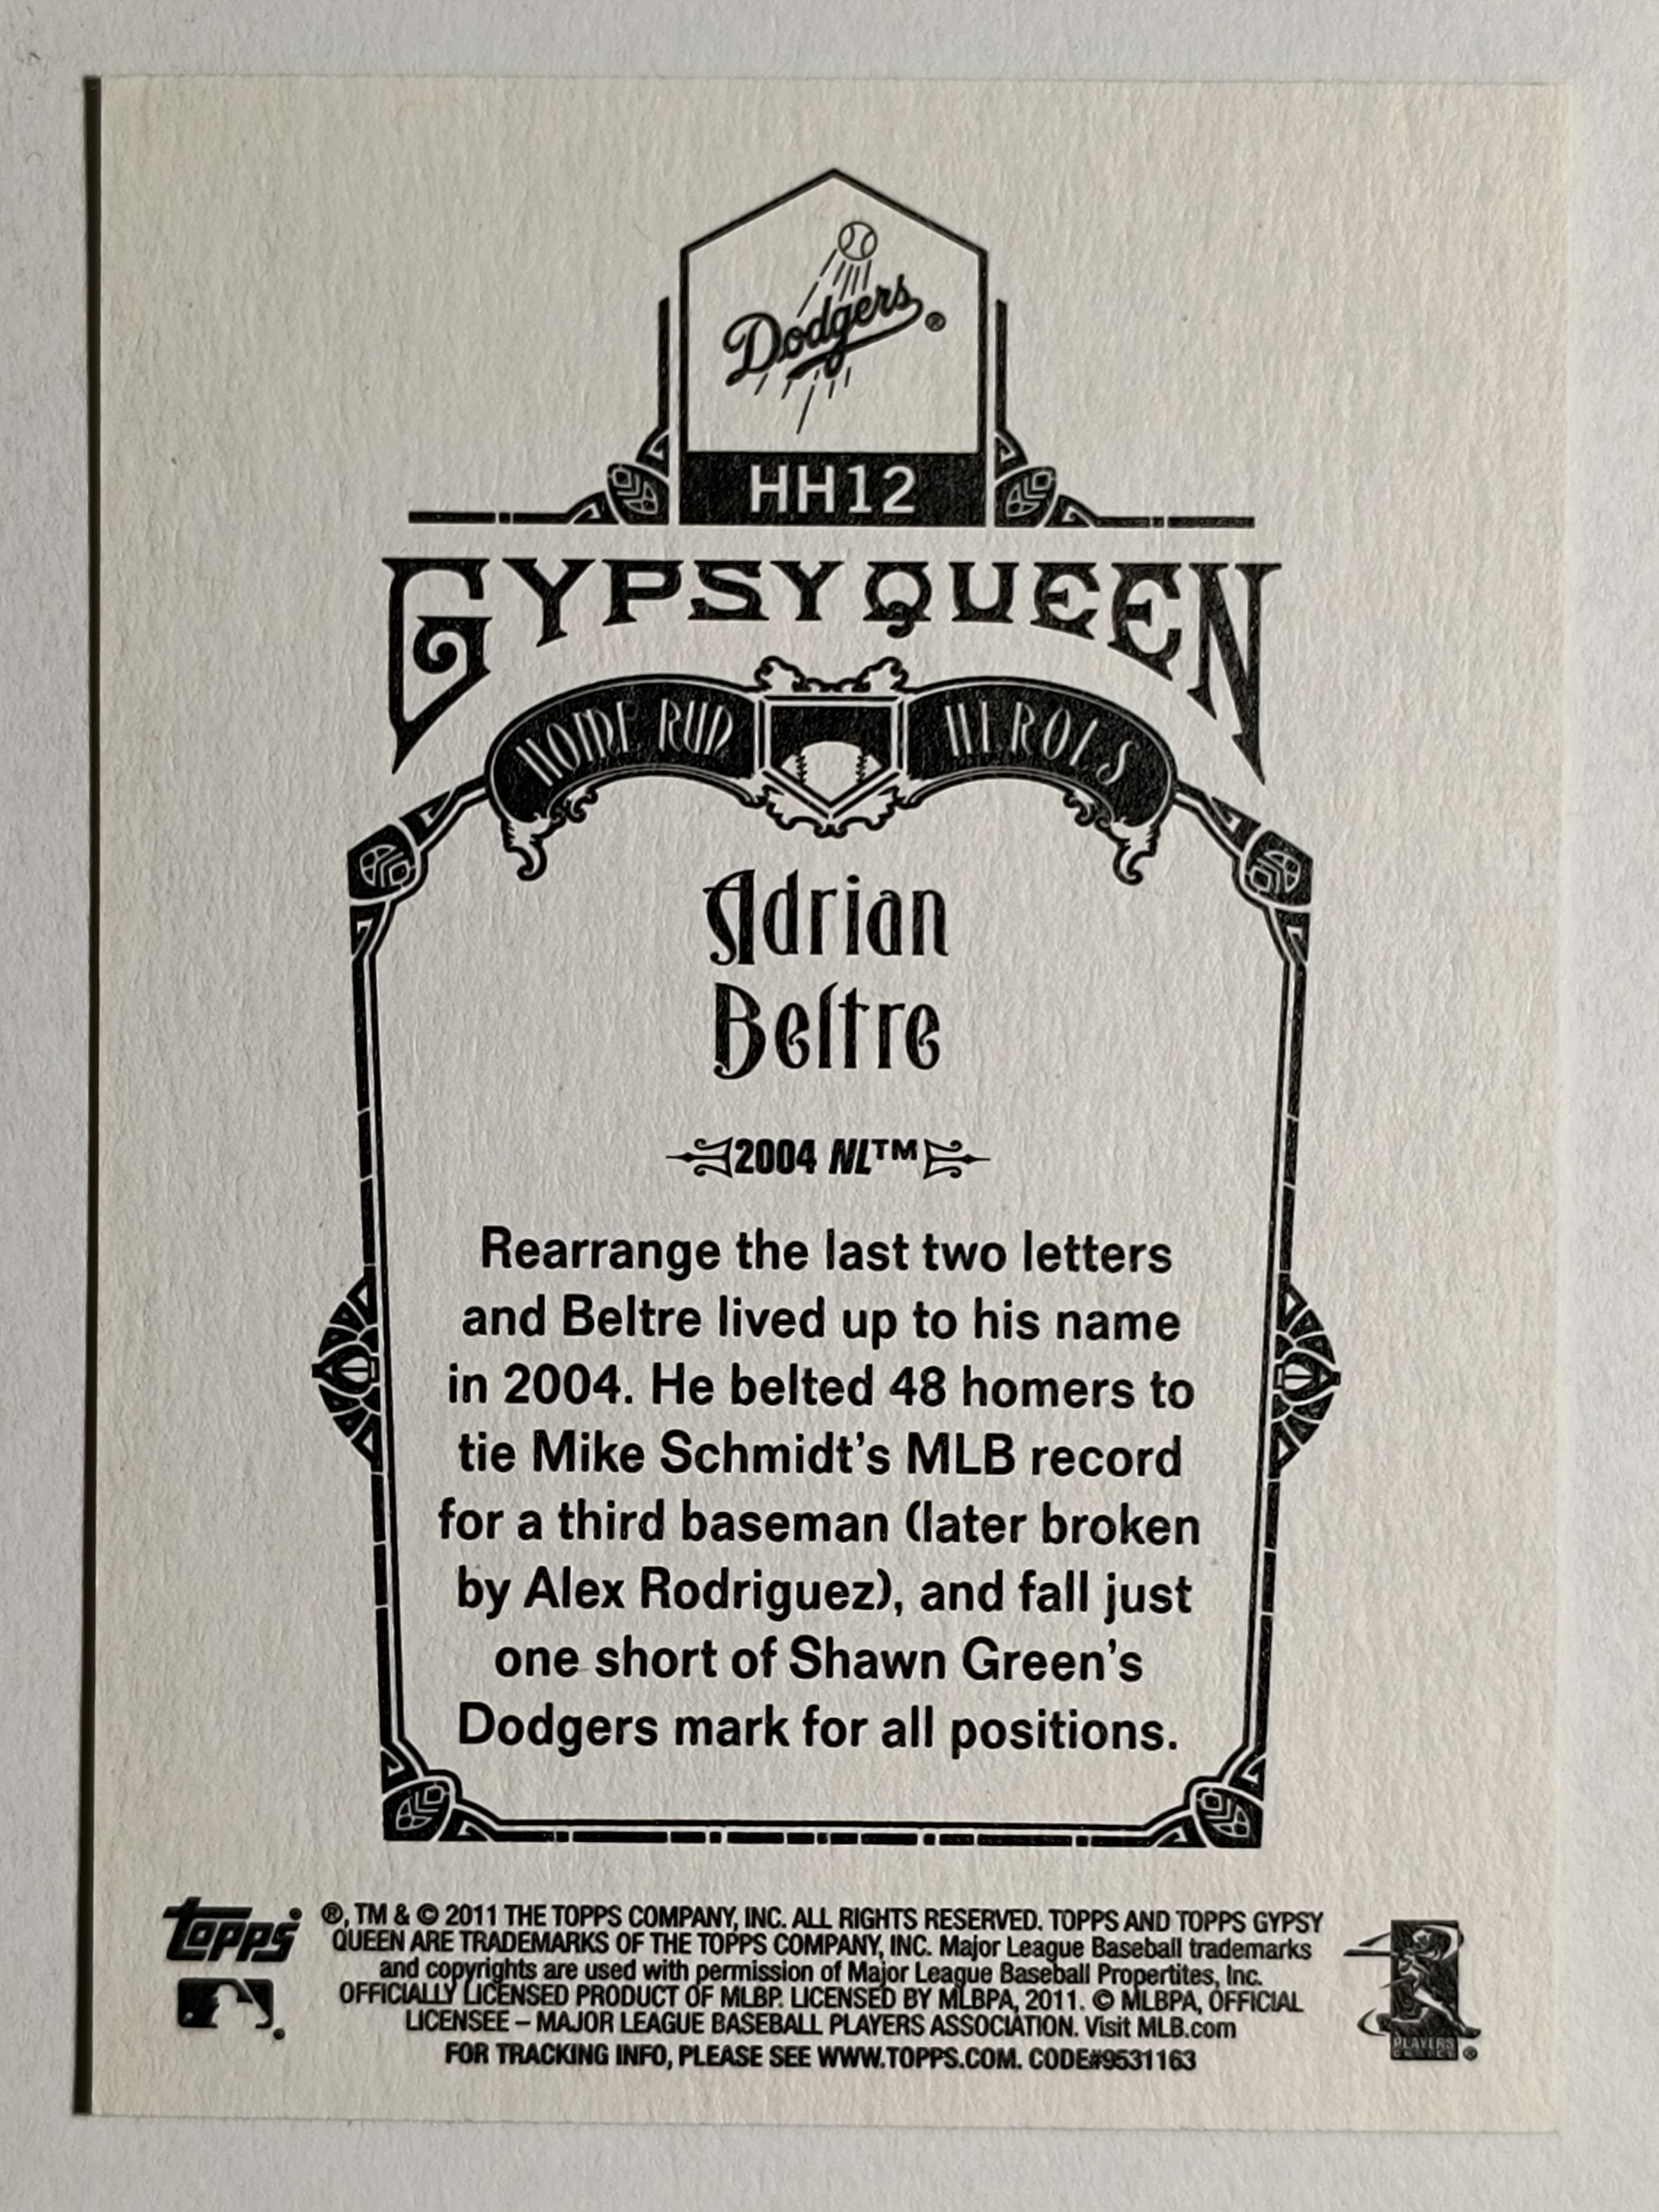 Dodgers®
HH12
GYPSY QUEEN
HOME RUN HEROES
Adrian
Beltre
2004 NL™
Rearrange the last two letters
and Beltre lived up to his name
in 2004. He belted 48 homers to
tie Mike Schmidt's MLB record
for a third baseman (later broken
by Alex Rodriguez), and fall just
one short of Shawn Green's
Dodgers mark for all positions.
topps®
®, TM & © 2011 THE TOPPS COMPANY, INC. ALL RIGHTS RESERVED. TOPPS AND TOPPS GYPSY
QUEEN ARE TRADEMARKS OF THE TOPPS COMPANY, INC. Major League Baseball trademarks
and copyrights are used with permission of Major League Baseball Propertites, Inc.
OFFICIALLY LICENSED PRODUCT OF MLBP. LICENSED BY MLBPA, 2011. © MLBPA, OFFICIAL
LICENSEE – MAJOR LEAGUE BASEBALL PLAYERS ASSOCIATION. Visit MLB.com
FOR TRACKING INFO, PLEASE SEE WWW.TOPPS.COM. CODE#9531163
PLAYERS